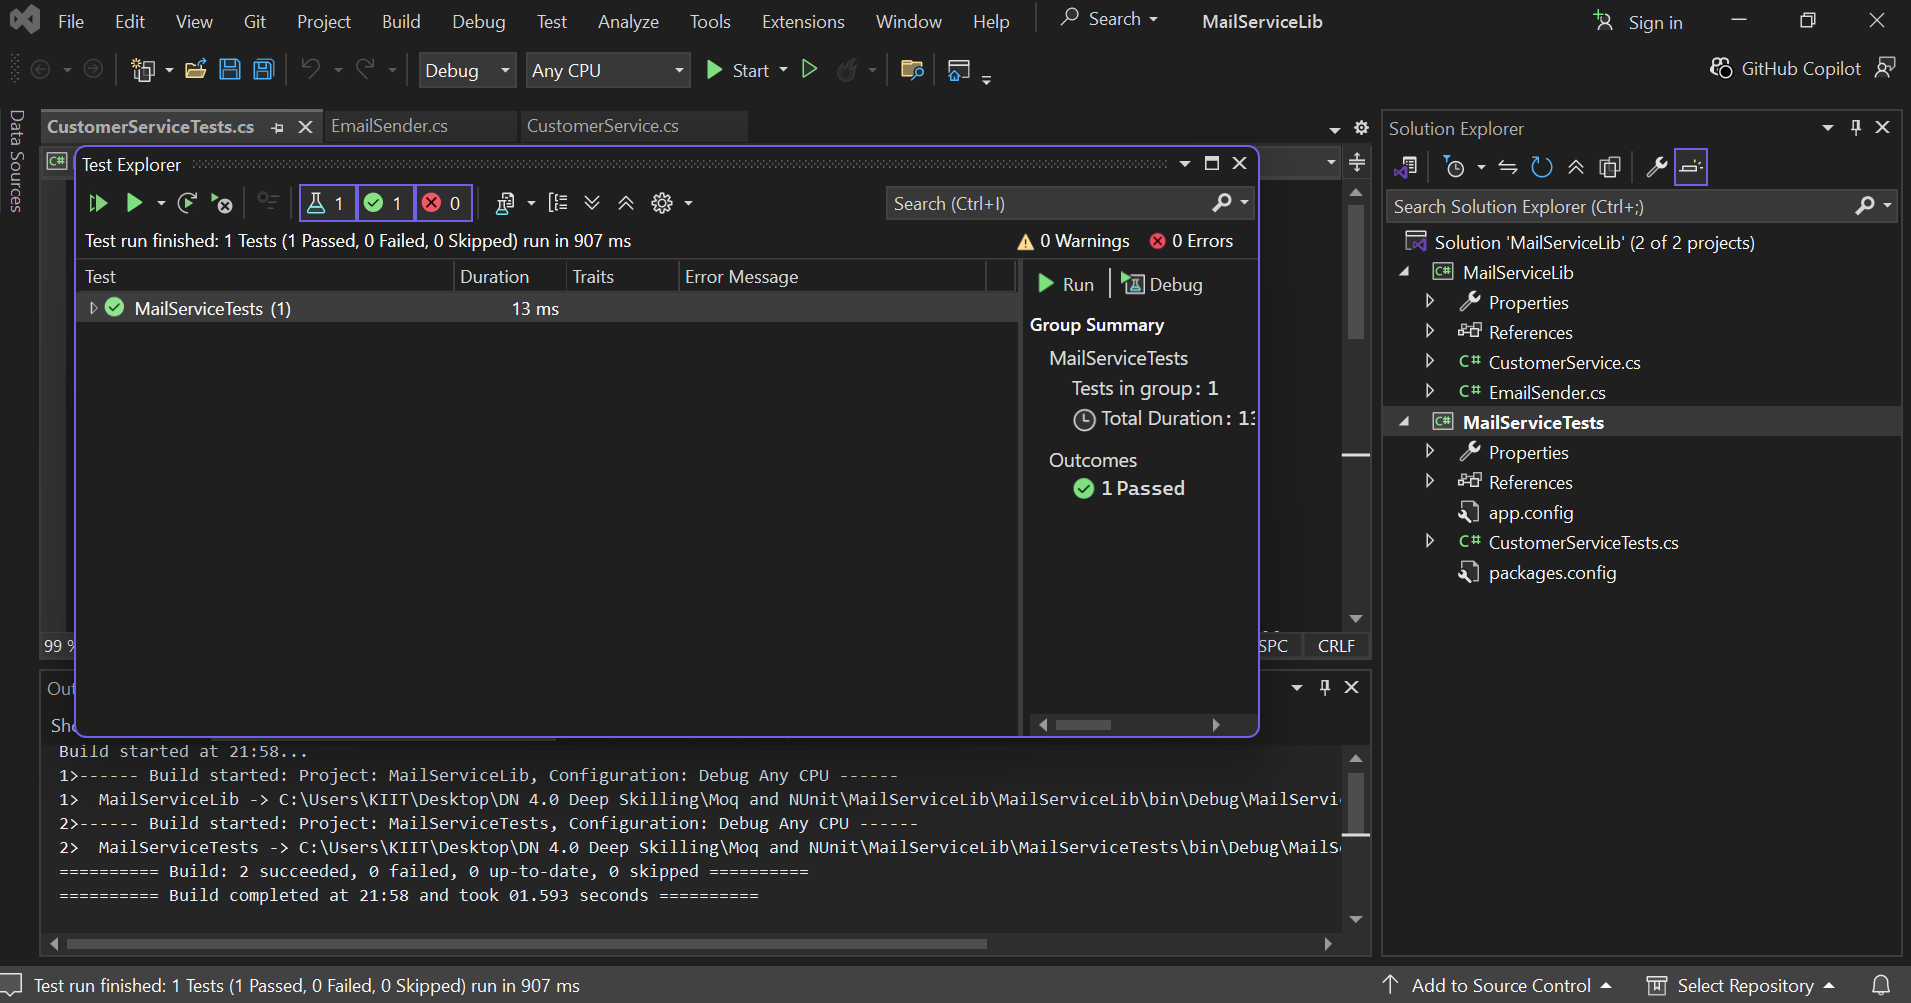 File Edit View Git Project Build Debug Test Analyze Tools Extensions Window Help Search MailServiceLib Sign in
Debug Any CPU Start GitHub Copilot
Data Sources
CustomerServiceTests.cs EmailSender.cs CustomerService.cs
C#
Test Explorer
1 1 0 Search (Ctrl+I)
Test run finished: 1 Tests (1 Passed, 0 Failed, 0 Skipped) run in 907 ms 0 Warnings 0 Errors
Test Duration Traits Error Message
MailServiceTests (1) 13 ms
Run Debug
Group Summary
MailServiceTests
Tests in group: 1
Total Duration: 13
Outcomes
1 Passed
99 %
SPC CRLF
Build started at 21:58...
1>------ Build started: Project: MailServiceLib, Configuration: Debug Any CPU ------
1>  MailServiceLib -> C:\Users\KIIT\Desktop\DN 4.0 Deep Skilling\Moq and NUnit\MailServiceLib\MailServiceLib\bin\Debug\MailServi
2>------ Build started: Project: MailServiceTests, Configuration: Debug Any CPU ------
2>  MailServiceTests -> C:\Users\KIIT\Desktop\DN 4.0 Deep Skilling\Moq and NUnit\MailServiceLib\MailServiceTests\bin\Debug\MailS
========== Build: 2 succeeded, 0 failed, 0 up-to-date, 0 skipped ==========
========== Build completed at 21:58 and took 01.593 seconds ==========
Solution Explorer
Search Solution Explorer (Ctrl+;)
Solution 'MailServiceLib' (2 of 2 projects)
C# MailServiceLib
Properties
References
C# CustomerService.cs
C# EmailSender.cs
C# MailServiceTests
Properties
References
app.config
C# CustomerServiceTests.cs
packages.config
Test run finished: 1 Tests (1 Passed, 0 Failed, 0 Skipped) run in 907 ms Add to Source Control Select Repository